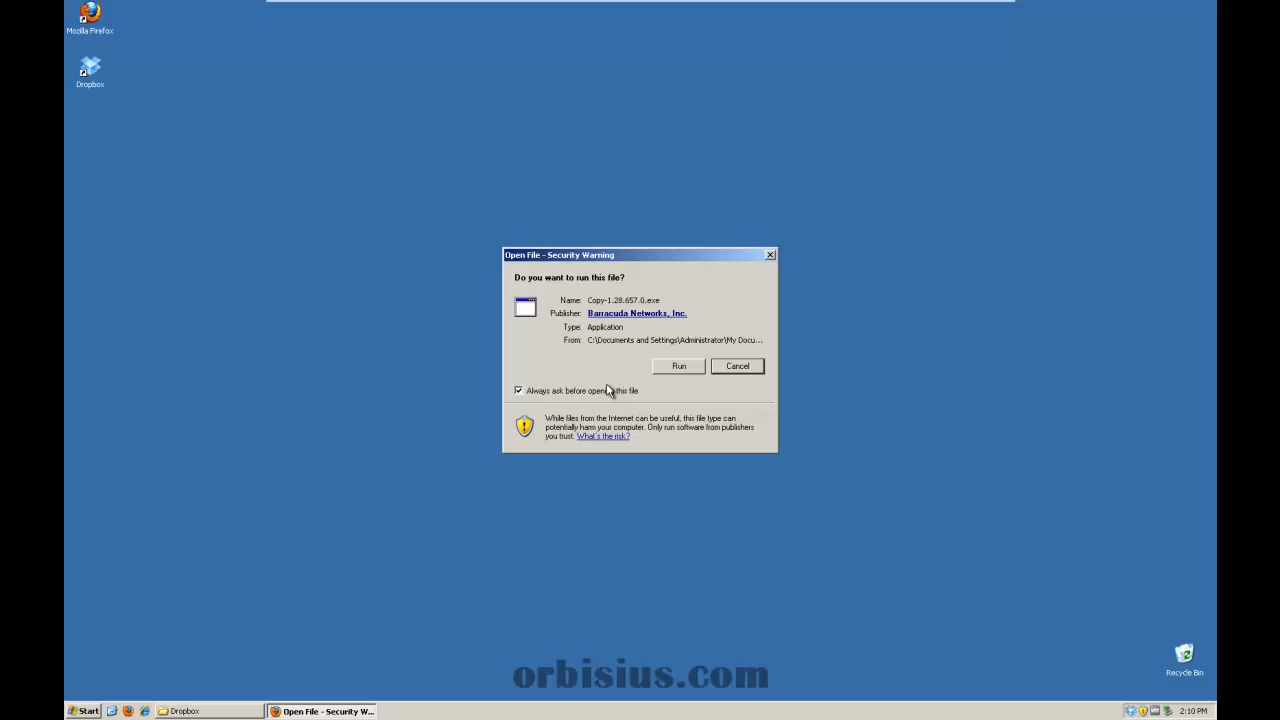 Mozilla Firefox
Dropbox
Open File - Security Warning
Do you want to run this file?
Name: Copy-1.28.657.0.exe
Publisher: Barracuda Networks, Inc.
Type: Application
From: C:\Documents and Settings\Administrator\My Docu...
Run Cancel
Always ask before opening this file
While files from the Internet can be useful, this file type can
potentially harm your computer. Only run software from publishers
you trust. What's the risk?
Recycle Bin
orbisius.com
Start Dropbox Open File - Security W... 2:10 PM